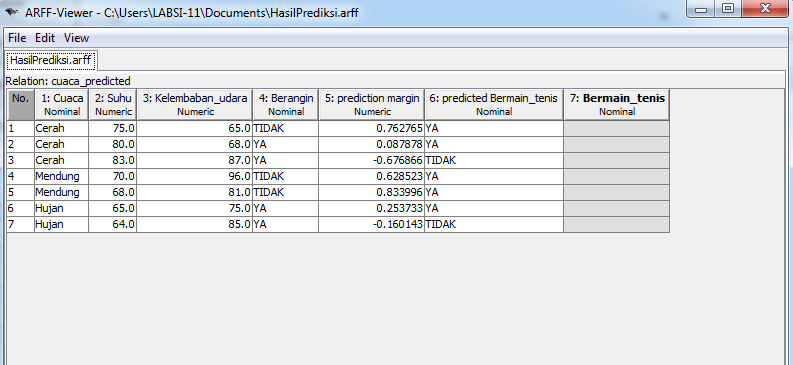 ARFF-Viewer - C:\Users\LABSI-11\Documents\HasilPrediksi.arff
File Edit View
HasilPrediksi.arff
Relation: cuaca_predicted
No. 1: Cuaca 2: Suhu 3: Kelembaban_udara 4: Berangin 5: prediction margin 6: predicted Bermain_tenis 7: Bermain_tenis
Nominal Numeric Numeric Nominal Numeric Nominal Nominal
1 Cerah 75.0 65.0 TIDAK 0.762765 YA
2 Cerah 80.0 68.0 YA 0.087878 YA
3 Cerah 83.0 87.0 YA -0.676866 TIDAK
4 Mendung 70.0 96.0 TIDAK 0.628523 YA
5 Mendung 68.0 81.0 TIDAK 0.833996 YA
6 Hujan 65.0 75.0 YA 0.253733 YA
7 Hujan 64.0 85.0 YA -0.160143 TIDAK